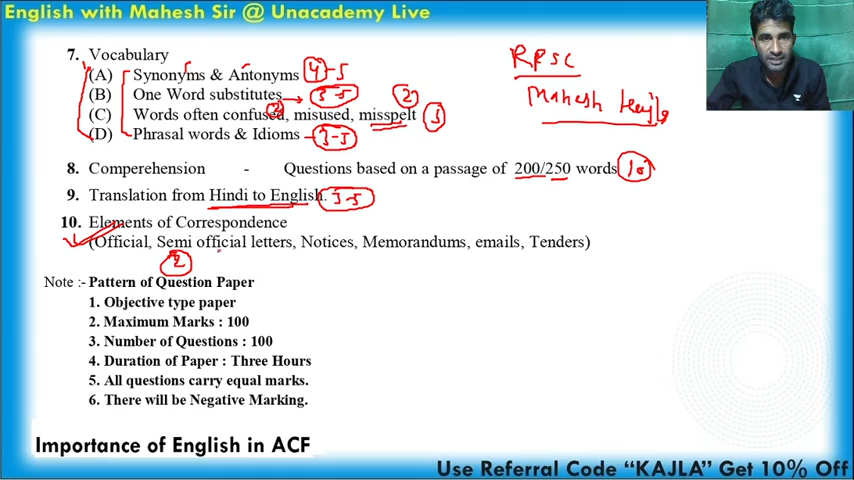 English with Mahesh Sir @ Unacademy Live
RPSC
Mahesh
7. Vocabulary
(A) Synonyms & Antonyms 4-5
(B) One Word substitutes 3-5
(C) Words often confused, misused, misspelt 3
2
2
(D) Phrasal words & Idioms 3-5
8. Comperehension - Questions based on a passage of 200/250 words 10
9. Translation from Hindi to English. 3-5
10. Elements of Correspondence
(Official, Semi official letters, Notices, Memorandums, emails, Tenders)
2
Note :- Pattern of Question Paper
1. Objective type paper
2. Maximum Marks : 100
3. Number of Questions : 100
4. Duration of Paper : Three Hours
5. All questions carry equal marks.
6. There will be Negative Marking.
Importance of English in ACF
Use Referral Code “KAJLA” Get 10% Off